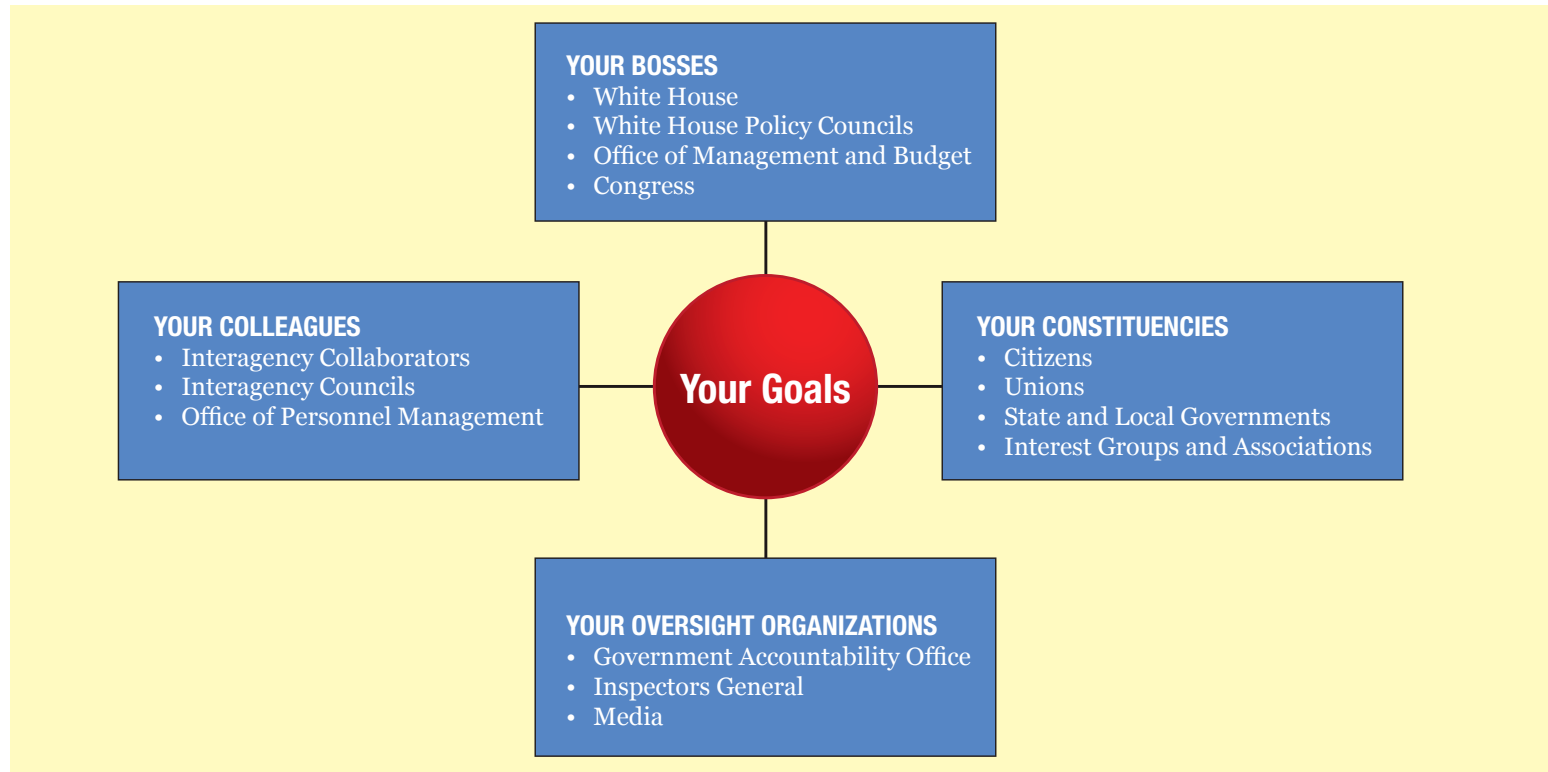 YOUR BOSSES
• White House
• White House Policy Councils
• Office of Management and Budget
• Congress
YOUR COLLEAGUES
• Interagency Collaborators
• Interagency Councils
• Office of Personnel Management
Your Goals
YOUR CONSTITUENCIES
• Citizens
• Unions
• State and Local Governments
• Interest Groups and Associations
YOUR OVERSIGHT ORGANIZATIONS
• Government Accountability Office
• Inspectors General
• Media